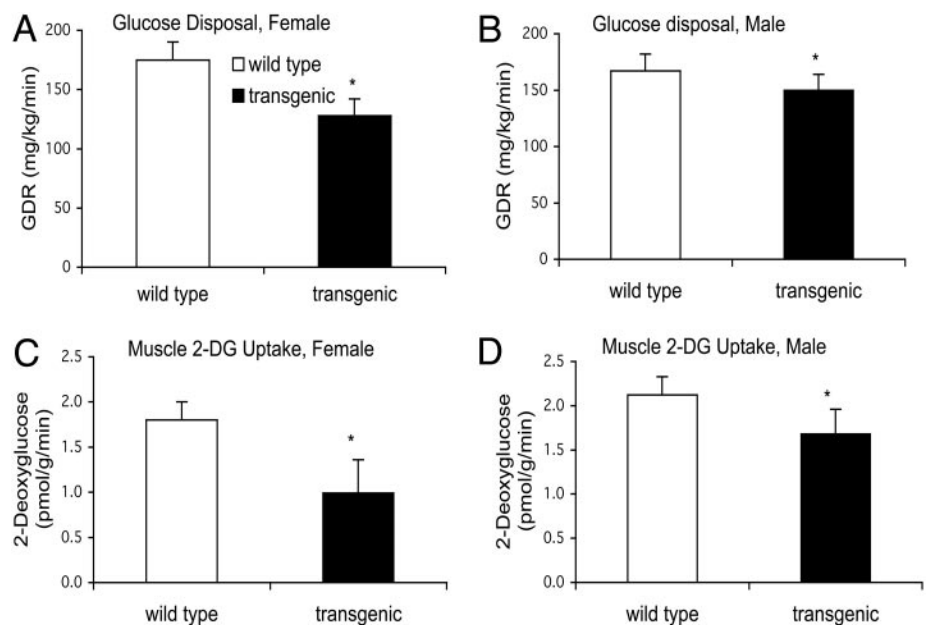 A
Glucose Disposal, Female
GDR (mg/kg/min)
200
150
100
50
0
wild type
transgenic
*
wild type
transgenic
B
Glucose disposal, Male
GDR (mg/kg/min)
200
150
100
50
0
*
wild type
transgenic
C
Muscle 2-DG Uptake, Female
2-Deoxyglucose
(pmol/g/min)
2.5
2.0
1.5
1.0
0.5
0.0
*
wild type
transgenic
D
Muscle 2-DG Uptake, Male
2-Deoxyglucose
(pmol/g/min)
2.5
2.0
1.5
1.0
0.5
0.0
*
wild type
transgenic